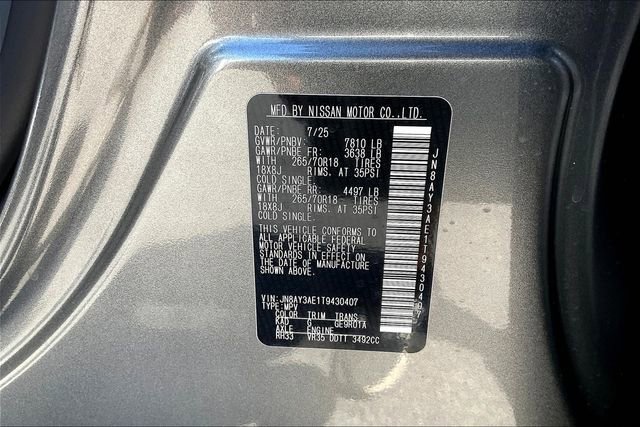 MFD BY NISSAN MOTOR CO.,LTD.
DATE: 7/25
GVWR/PNBV: 7810 LB
GAWR/PNBE FR: 3638 LB
WITH 265/70R18 TIRES
18X8J RIMS. AT 35PSI
COLD SINGLE.
GAWR/PNBE RR: 4497 LB
WITH 265/70R18 TIRES
18X8J RIMS. AT 35PSI
COLD SINGLE.
THIS VEHICLE CONFORMS TO
ALL APPLICABLE FEDERAL
MOTOR VEHICLE SAFETY
STANDARDS IN EFFECT ON
THE DATE OF MANUFACTURE
SHOWN ABOVE.
VIN:JN8AY3AE1T9430407
TYPE:MPV
COLOR TRIM TRANS
KAD G GE9R01A
AXLE ENGINE
RH33 VR35 DDTT 3492CC
JN8AY3AE1T9430407